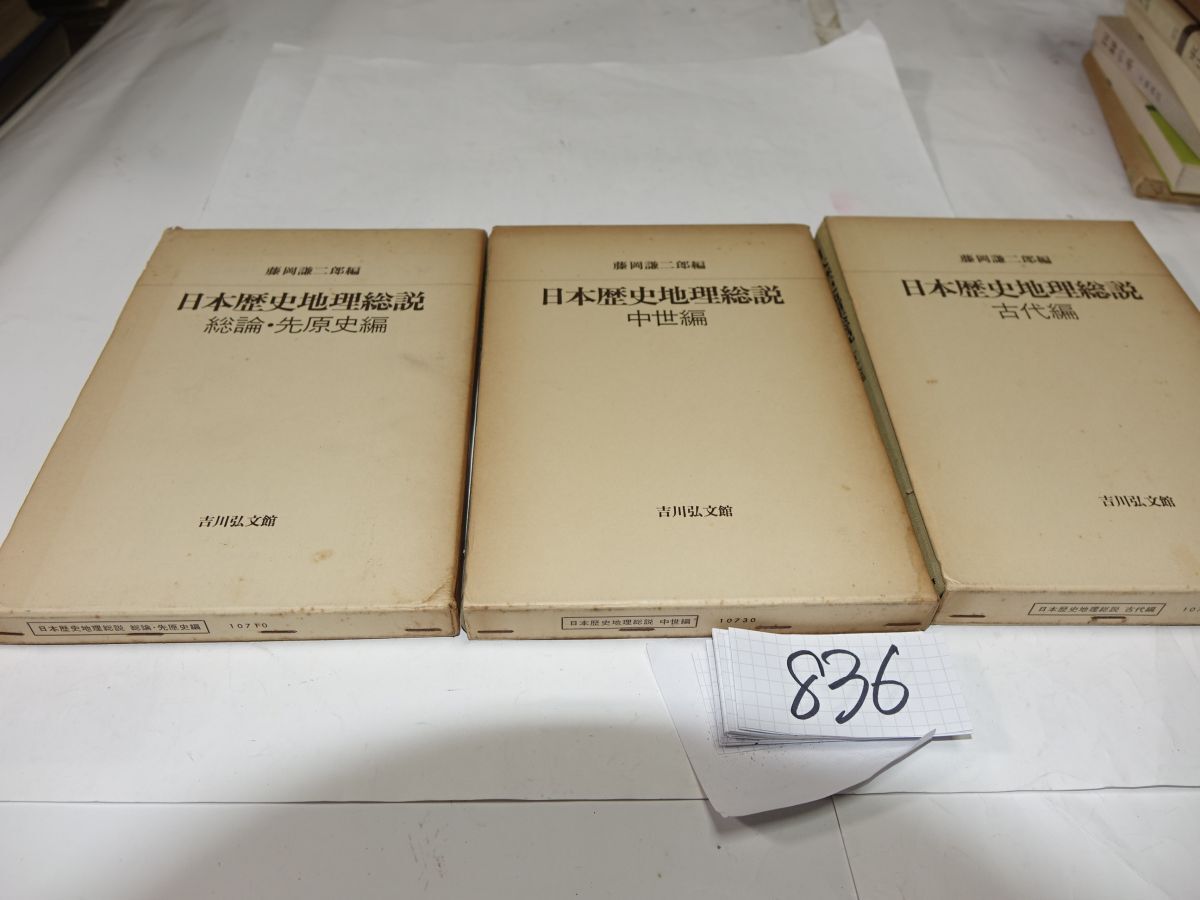 藤岡謙二郎編
日本歴史地理総説
総論・先原史編
吉川弘文館
日本歴史地理総説 総論・先原史編
藤岡謙二郎編
日本歴史地理総説
中世編
吉川弘文館
日本歴史地理総説 中世編 10730
藤岡謙二郎編
日本歴史地理総説
古代編
吉川弘文館
日本歴史地理総説 古代編
836